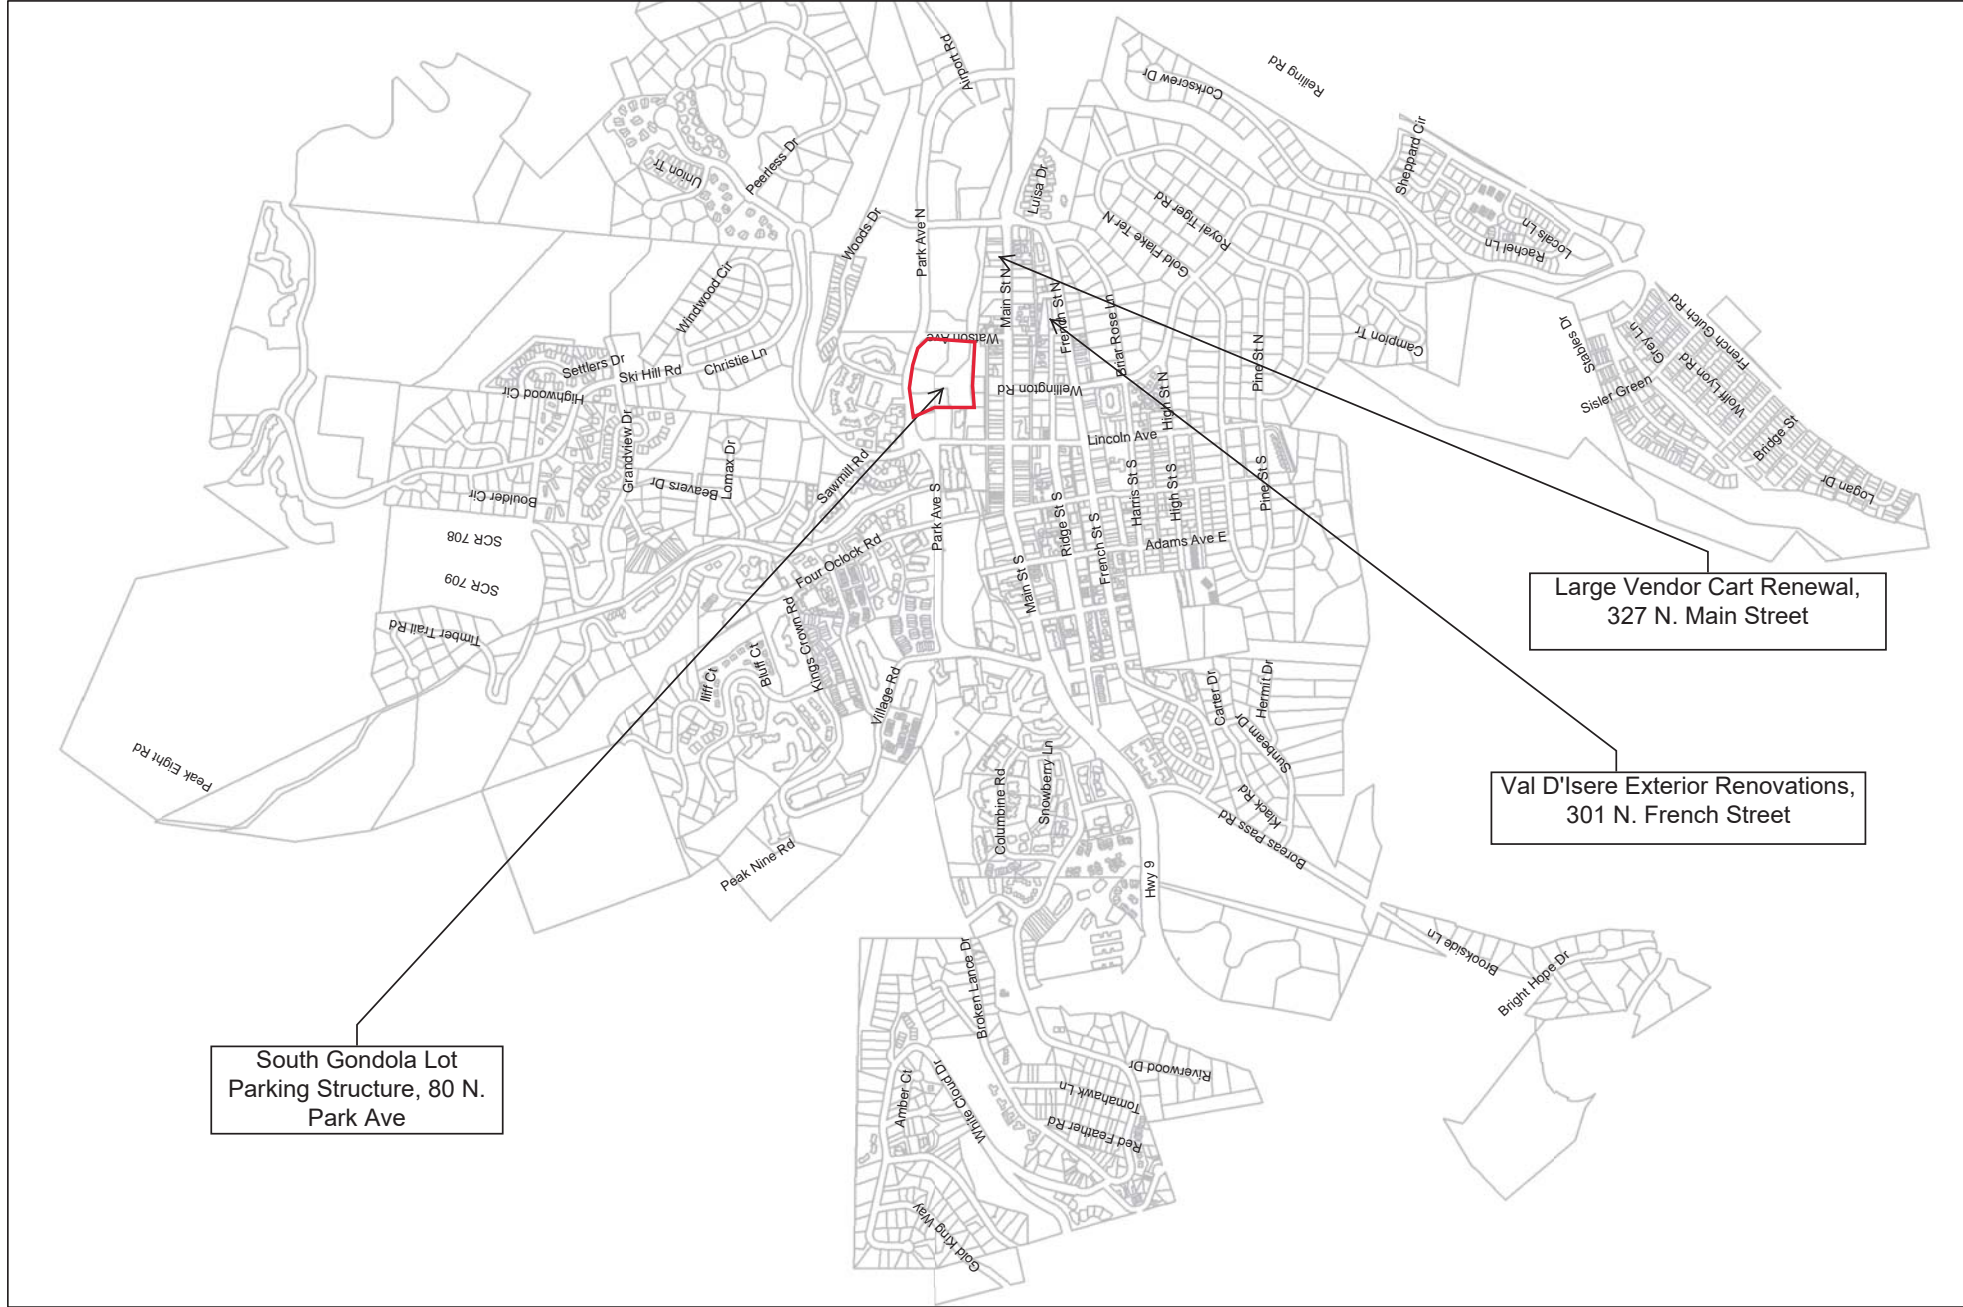 Airport Rd
Corkscrew Dr
Reiling Rd
Sheppard Cir
Union Tr
Peerless Dr
Luisa Dr
Woods Dr
Park Ave N
Royal Tiger Rd
Gold Flake Ter N
Locals Ln
Rachel Ln
Windwood Cir
Main St N
French St N
Briar Rose Ln
Campion Tr
Stables Dr
Grey Ln
French Gulch Rd
Wolff Lyon Rd
Sisler Green
Bridge St
Logan Dr
Watson Ave
Settlers Dr
Ski Hill Rd
Christie Ln
Highwood Cir
Wellington Rd
High St N
Pine St N
Lincoln Ave
Grandview Dr
Lomax Dr
Beavers Dr
Sawmill Rd
Boulder Cir
Park Ave S
Ridge St S
French St S
Harris St S
High St S
Pine St S
Adams Ave E
SCR 708
SCR 709
Four Oclock Rd
Main St S
Timber Trail Rd
Kings Crown Rd
Bluff Ct
Iliff Ct
Village Rd
Carter Dr
Hermit Dr
Sunbeam Dr
Peak Eight Rd
Columbine Rd
Snowberry Ln
Klack Rd
Boreas Pass Rd
Peak Nine Rd
Hwy 9
Brookside Ln
Bright Hope Dr
Broken Lance Dr
Riverwood Dr
Tomahawk Ln
Red Feather Rd
White Cloud Dr
Amber Ct
Gold King Way
Large Vendor Cart Renewal,
327 N. Main Street
Val D'Isere Exterior Renovations,
301 N. French Street
South Gondola Lot
Parking Structure, 80 N.
Park Ave